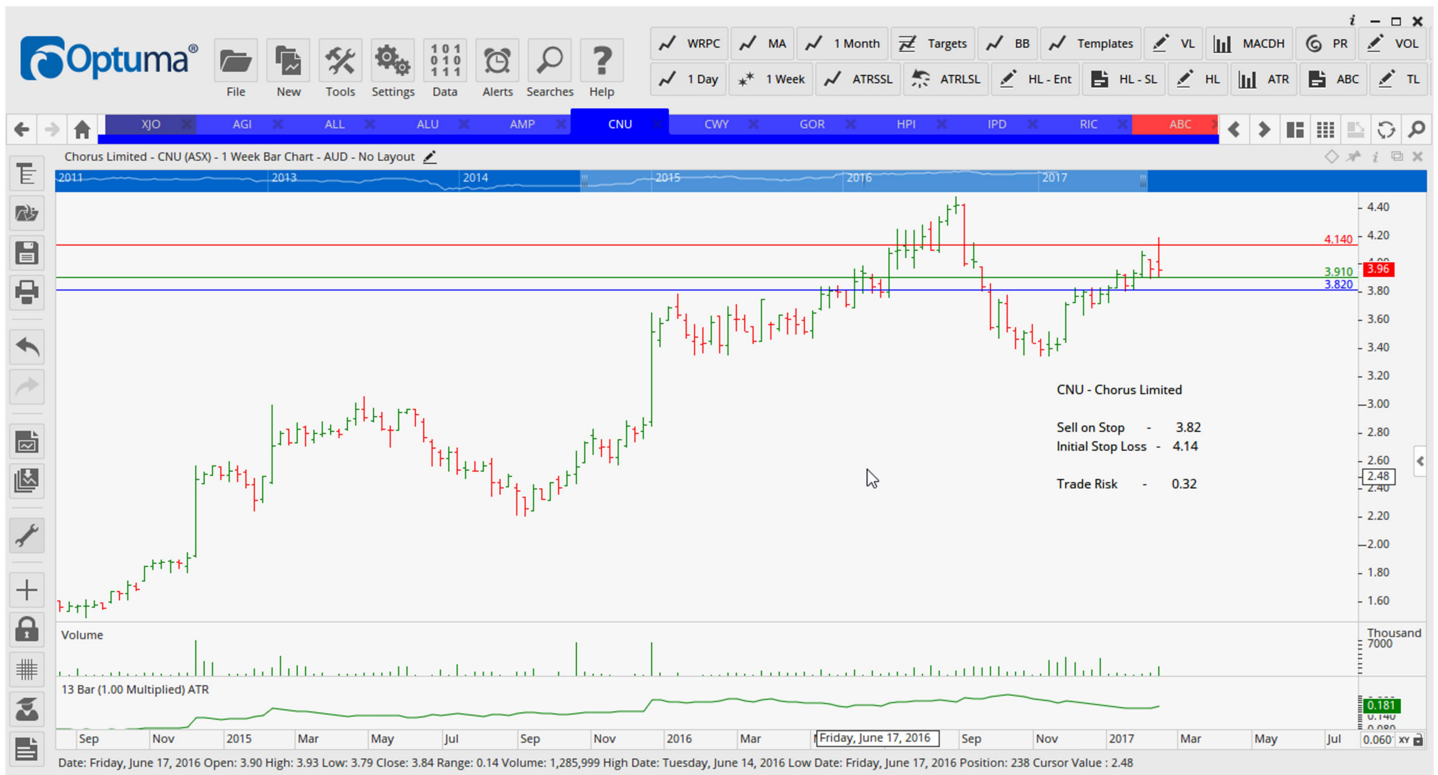 Optuma®
File New Tools Settings Data Alerts Searches Help
WRPC MA 1 Month Targets BB Templates VL MACDH PR VOL
1 Day 1 Week ATRSSL ATRLSL HL - Ent HL - SL HL ATR ABC TL
XJO AGI ALL ALU AMP CNU CWY GOR HPI IPD RIC ABC
Chorus Limited - CNU (ASX) - 1 Week Bar Chart - AUD - No Layout
2011 2013 2014 2015 2016 2017
4.40
4.140 4.20
3.910 3.96
3.820 3.80
3.60
3.40
3.20
CNU - Chorus Limited
3.00
Sell on Stop - 3.82
2.80
Initial Stop Loss - 4.14
2.60
2.48
Trade Risk - 0.32
2.40
2.20
2.00
1.80
1.60
Volume
Thousand
7000
13 Bar (1.00 Multiplied) ATR
0.181
0.140
Sep Nov 2015 Mar May Jul Sep Nov 2016 Mar Friday, June 17, 2016 Sep Nov 2017 Mar May Jul 0.060 XY
Date: Friday, June 17, 2016 Open: 3.90 High: 3.93 Low: 3.79 Close: 3.84 Range: 0.14 Volume: 1,285,999 High Date: Tuesday, June 14, 2016 Low Date: Friday, June 17, 2016 Position: 238 Cursor Value : 2.48